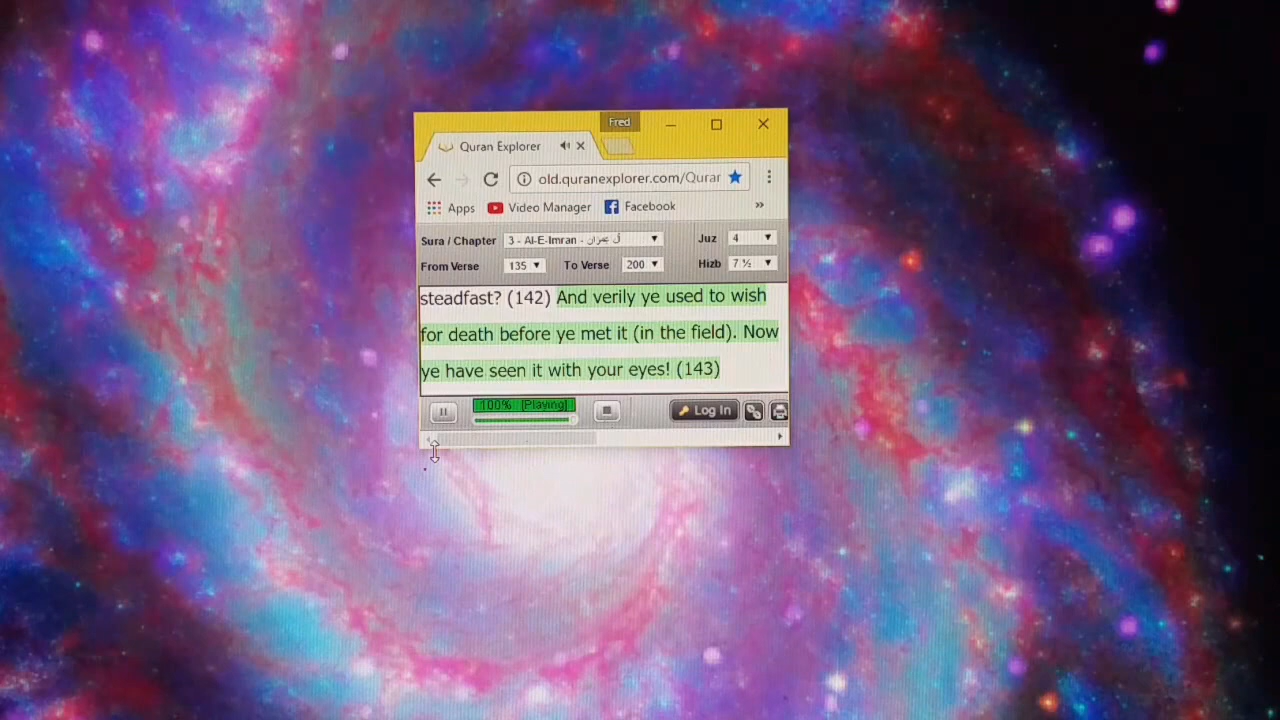 Fred
Quran Explorer
old.quranexplorer.com/Qurar
Apps Video Manager Facebook »
Sura / Chapter 3 - Al-E-Imran - آل عمران Juz 4
From Verse 135 To Verse 200 Hizb 7 ½
steadfast? (142) And verily ye used to wish
for death before ye met it (in the field). Now
ye have seen it with your eyes! (143)
100% [Playing] Log In